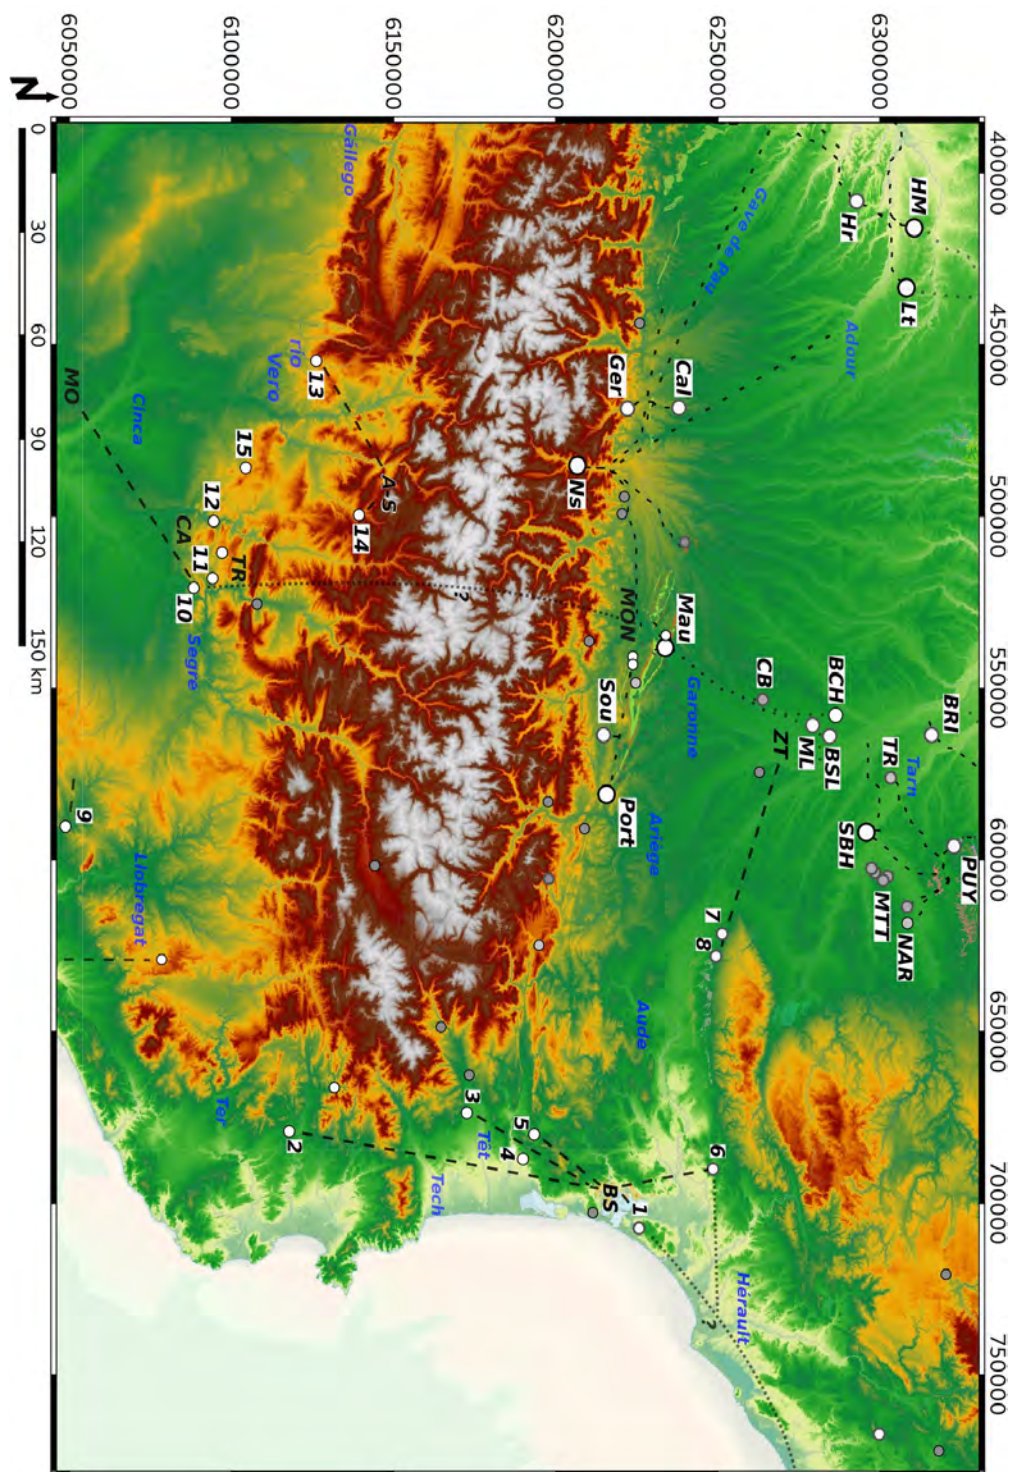 400000
450000
500000
550000
600000
650000
700000
750000
6300000
6250000
6200000
6150000
6100000
6050000
HM
Lt
Hr
Adour
Gave de Pau
BRI
Tarn
TR
PUY
SBH
MTT
NAR
BCH
BSL
ML
CB
ZT
Garonne
Mau
MON
Cal
Ger
Ns
Sou
Port
Ariège
7
8
Aude
6
Hérault
?
1
BS
5
4
3
Têt
Tech
2
Ter
Gállego
río
Vero
13
A-S
14
?
15
12
11
10
CA
TR
Segre
Cinca
MO
9
Llobregat
N
0
30
60
90
120
150 km